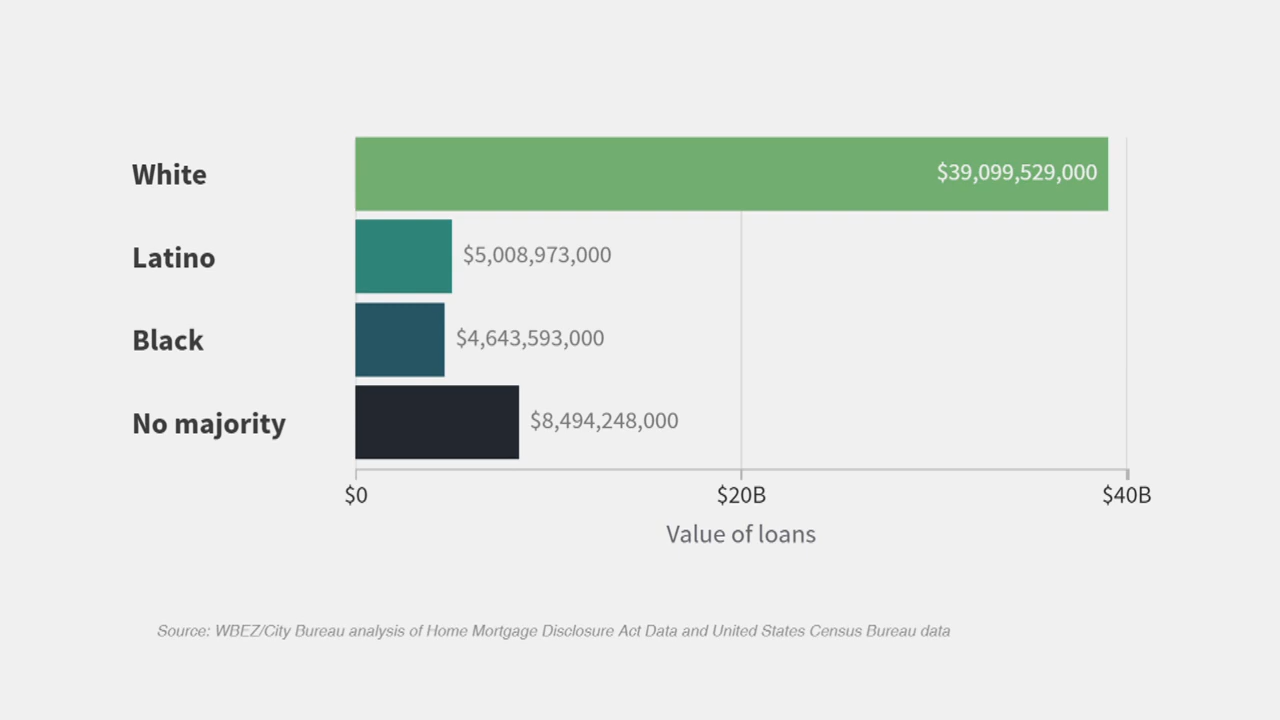 White
$39,099,529,000
Latino
$5,008,973,000
Black
$4,643,593,000
No majority
$8,494,248,000
$0
$20B
$40B
Value of loans
Source: WBEZ/City Bureau analysis of Home Mortgage Disclosure Act Data and United States Census Bureau data